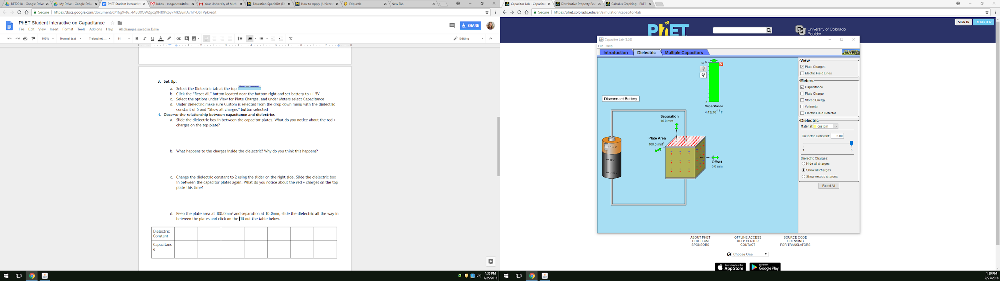 RET2018 - Google Drive
My Drive - Google Drive
PhET Student Interactive
Inbox - megan.stadt@
Your University of Mich
Education Specialist (Ed
How to Apply | Univers
Edpuzzle
New Tab
Secure
https://docs.google.com/document/d/16gXvt6_-MBU0OW2gcqXNf0Pxby7MKG6mA7hY-DSTVpk/edit
PhET Student Interactive on Capacitance
File Edit View Insert Format Tools Add-ons Help All changes saved in Drive
SHARE
100% Normal text Trebuchet ... 11 B I U A Editing
3. Set Up:
a. Select the Dielectric tab at the top
b. Click the “Reset All” button located near the bottom right and set battery to +1.5V
c. Select the options under View for Plate Charges, and under Meters select Capacitance
d. Under Dielectric make sure Custom is selected from the drop down menu with the dielectric
constant of 5 and “Show all charges” button selected
4. Observe the relationship between capacitance and dielectrics
a. Slide the dielectric box in between the capacitor plates. What do you notice about the red +
charges on the top plate?
b. What happens to the charges inside the dielectric? Why do you think this happens?
c. Change the dielectric constant to 2 using the slider on the right side. Slide the dielectric box
in between the capacitor plates again. What do you notice about the red + charges on the top
plate this time?
d. Keep the plate area at 100.0mm² and separation at 10.0mm, slide the dielectric all the way in
between the plates and click on the fill out the table below.
Dielectric
Constant
Capacitanc
e
1:30 PM
7/25/2018
Capacitor Lab - Capacitor
Distributive Property Rev
Calculus Graphing - PhET
Secure
https://phet.colorado.edu/en/simulation/capacitor-lab
PhET
University of Colorado
Boulder
SIGN IN
REGISTER
Capacitor Lab (2.02)
File Help
Introduction
Dielectric
Multiple Capacitors
PhET
10⁻¹³
0
Capacitance
4.43x10⁻¹³ F
Disconnect Battery
Separation
10.0 mm
Plate Area
100.0 mm²
Offset
0.0 mm
1.5 V
0 V
-1.5 V
View
Plate Charges
Electric Field Lines
Meters
Capacitance
Plate Charge
Stored Energy
Voltmeter
Electric Field Detector
Dielectric
Material: custom
Dielectric Constant: 5.00
1 5
Dielectric Charges:
Hide all charges
Show all charges
Show excess charges
Reset All
ABOUT PHET
OUR TEAM
SPONSORS
OFFLINE ACCESS
HELP CENTER
CONTACT
SOURCE CODE
LICENSING
FOR TRANSLATORS
Choose One
Download on the
App Store
GET IT ON
Google Play
1:30 PM
7/25/2018